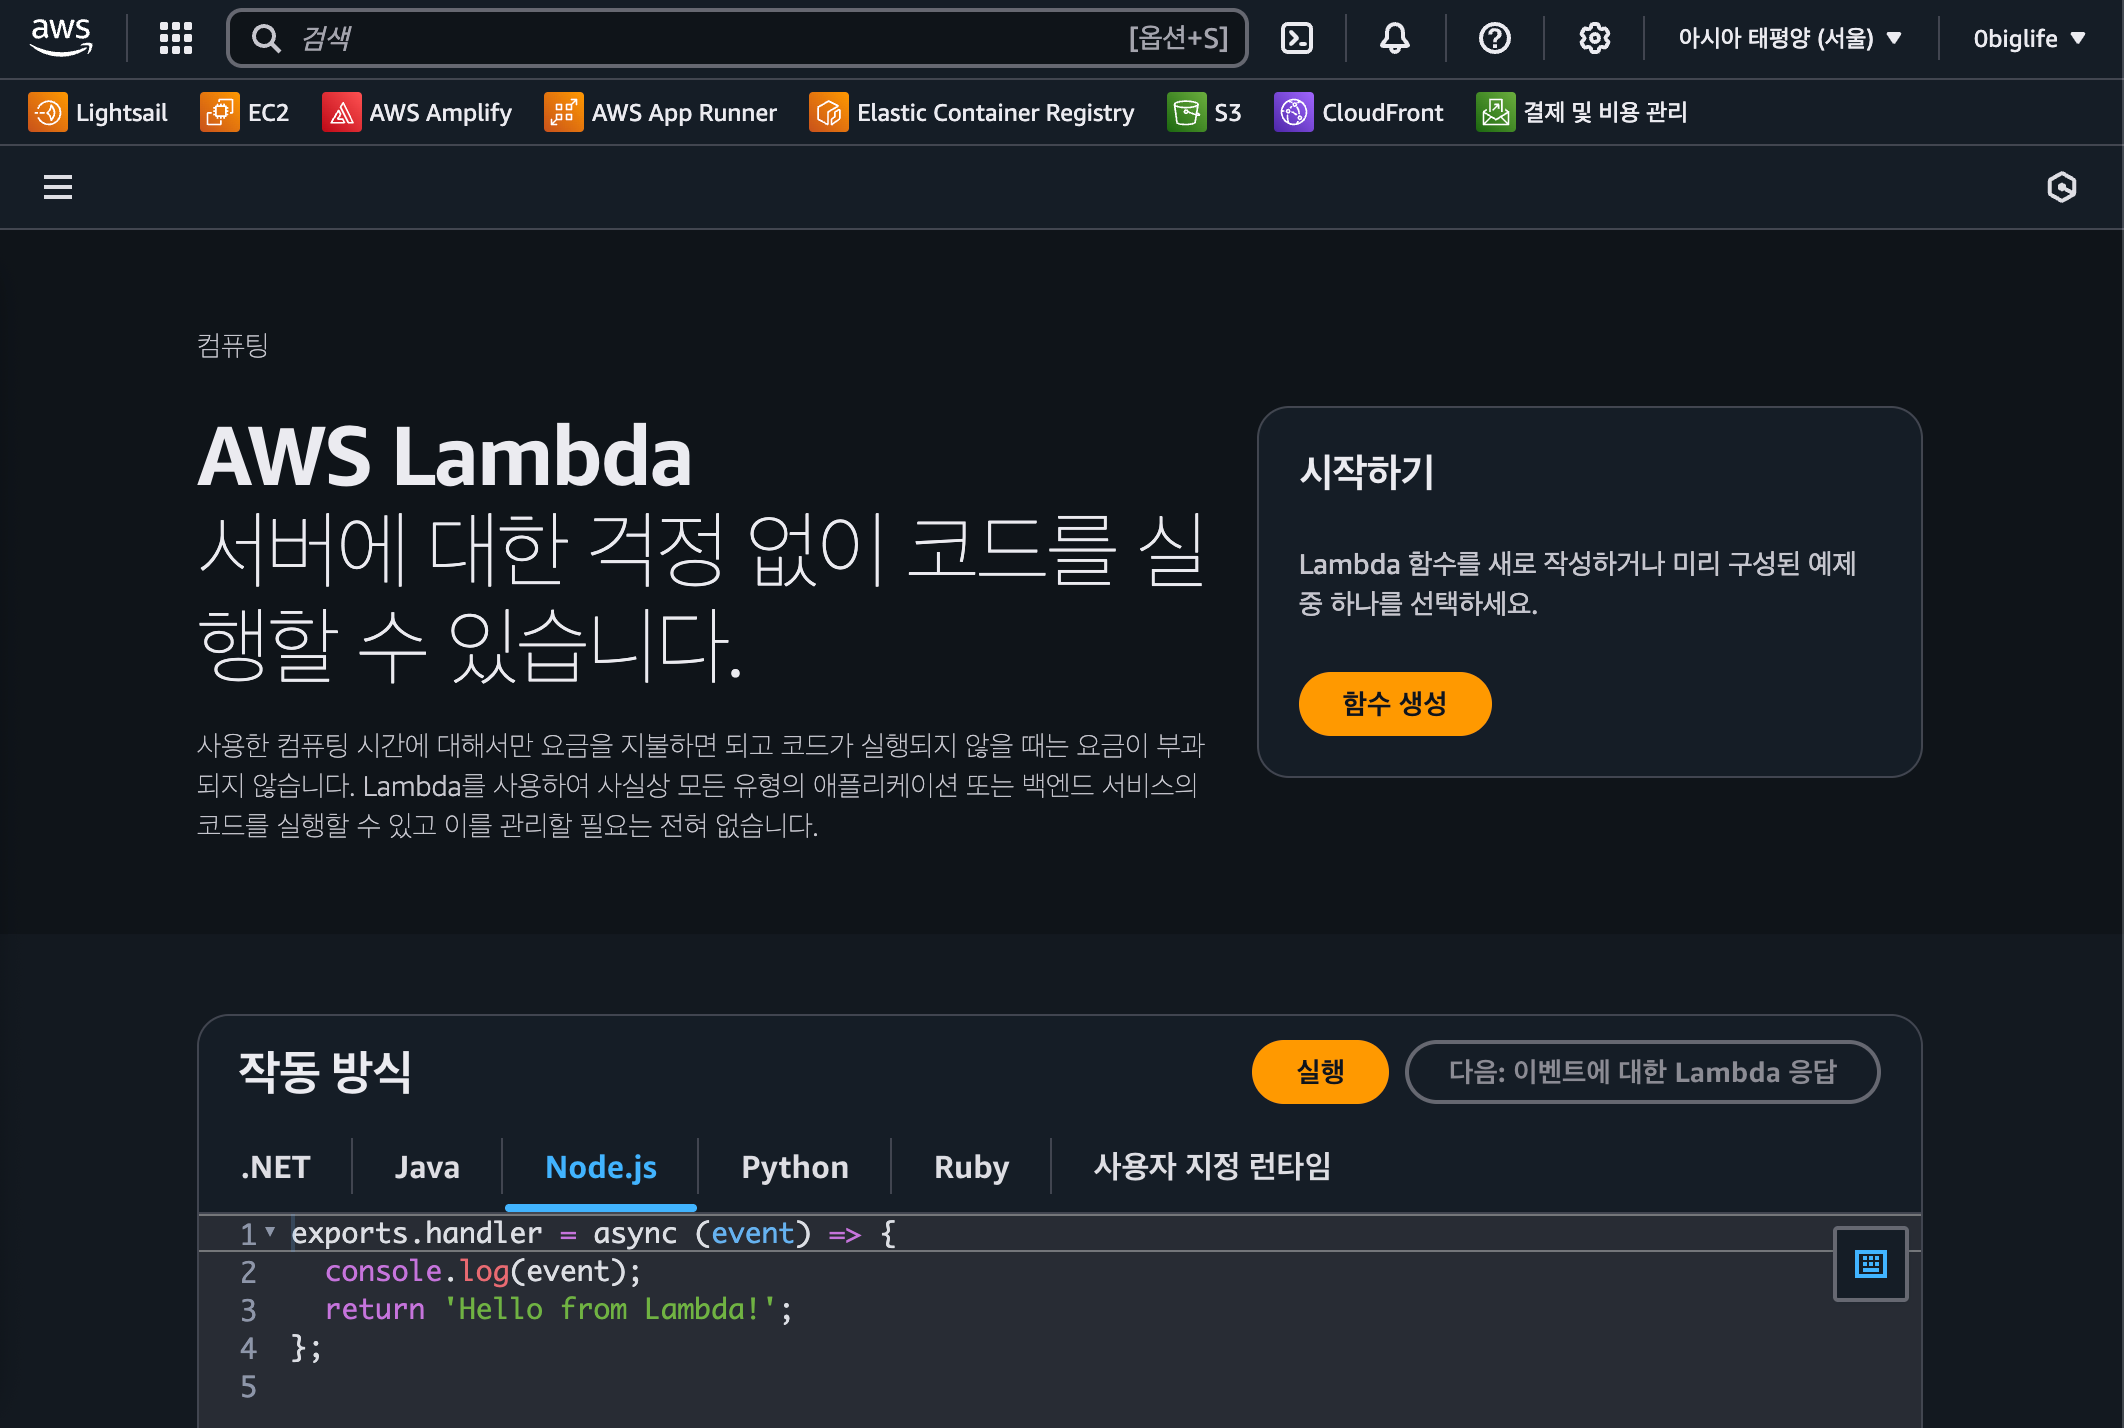 aws
검색
[옵션+S]
아시아 태평양 (서울)
0biglife
Lightsail
EC2
AWS Amplify
AWS App Runner
Elastic Container Registry
S3
CloudFront
결제 및 비용 관리
컴퓨팅
AWS Lambda
서버에 대한 걱정 없이 코드를 실
행할 수 있습니다.
사용한 컴퓨팅 시간에 대해서만 요금을 지불하면 되고 코드가 실행되지 않을 때는 요금이 부과
되지 않습니다. Lambda를 사용하여 사실상 모든 유형의 애플리케이션 또는 백엔드 서비스의
코드를 실행할 수 있고 이를 관리할 필요는 전혀 없습니다.
시작하기
Lambda 함수를 새로 작성하거나 미리 구성된 예제
중 하나를 선택하세요.
함수 생성
작동 방식
실행
다음: 이벤트에 대한 Lambda 응답
.NET
Java
Node.js
Python
Ruby
사용자 지정 런타임
1 exports.handler = async (event) => {
2   console.log(event);
3   return 'Hello from Lambda!';
4 };
5